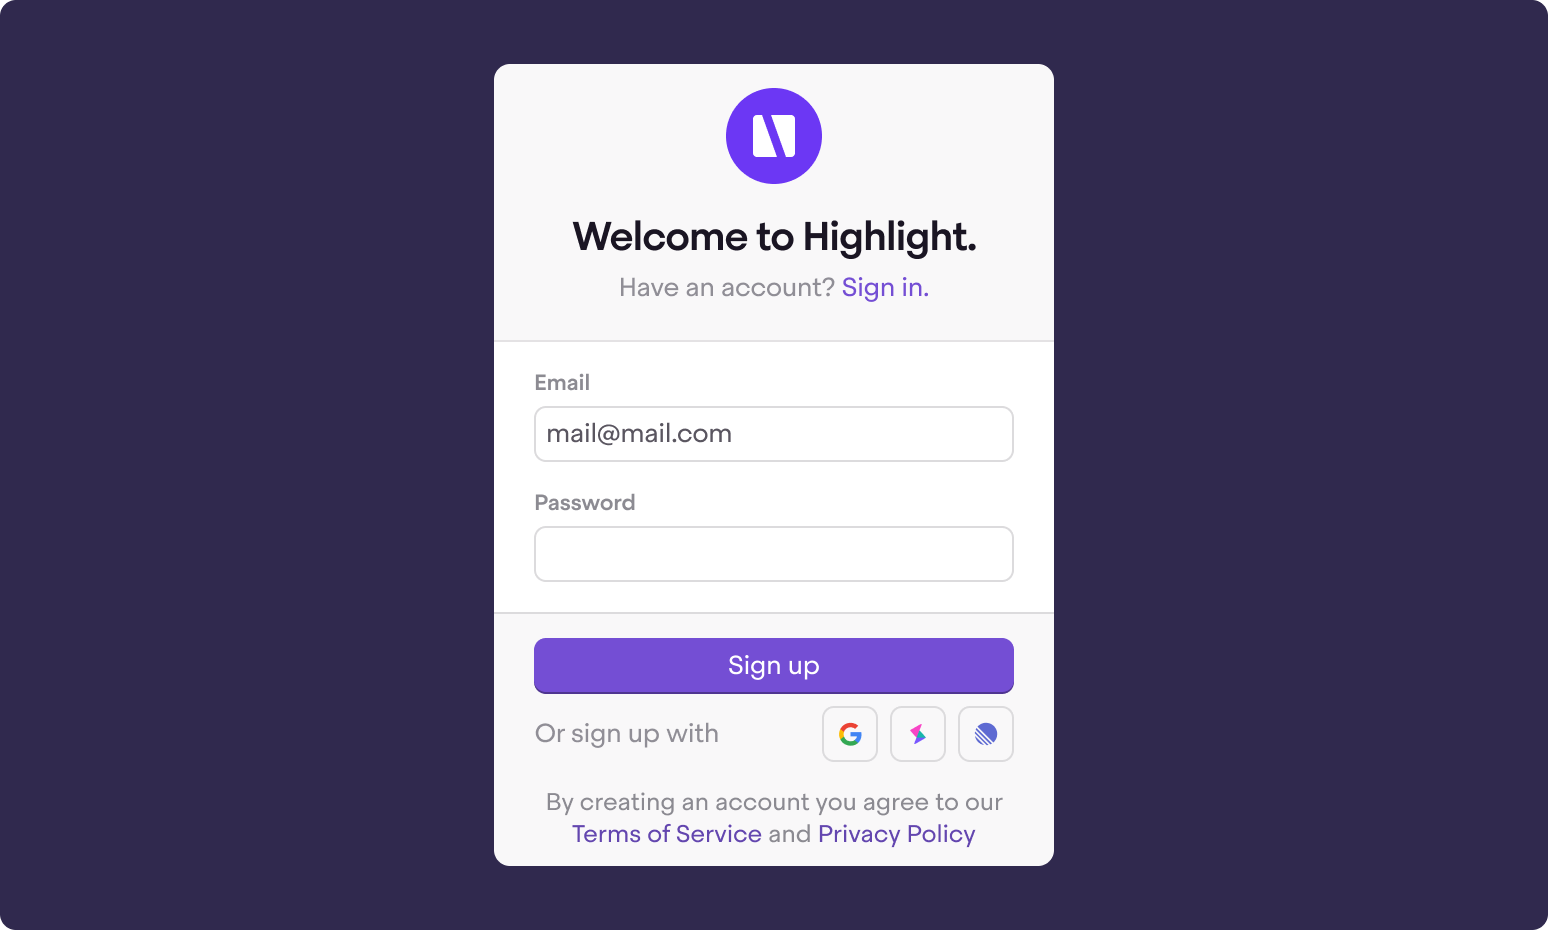 Welcome to Highlight.
Have an account? Sign in.
Email
mail@mail.com
Password
Sign up
Or sign up with
By creating an account you agree to our
Terms of Service and Privacy Policy